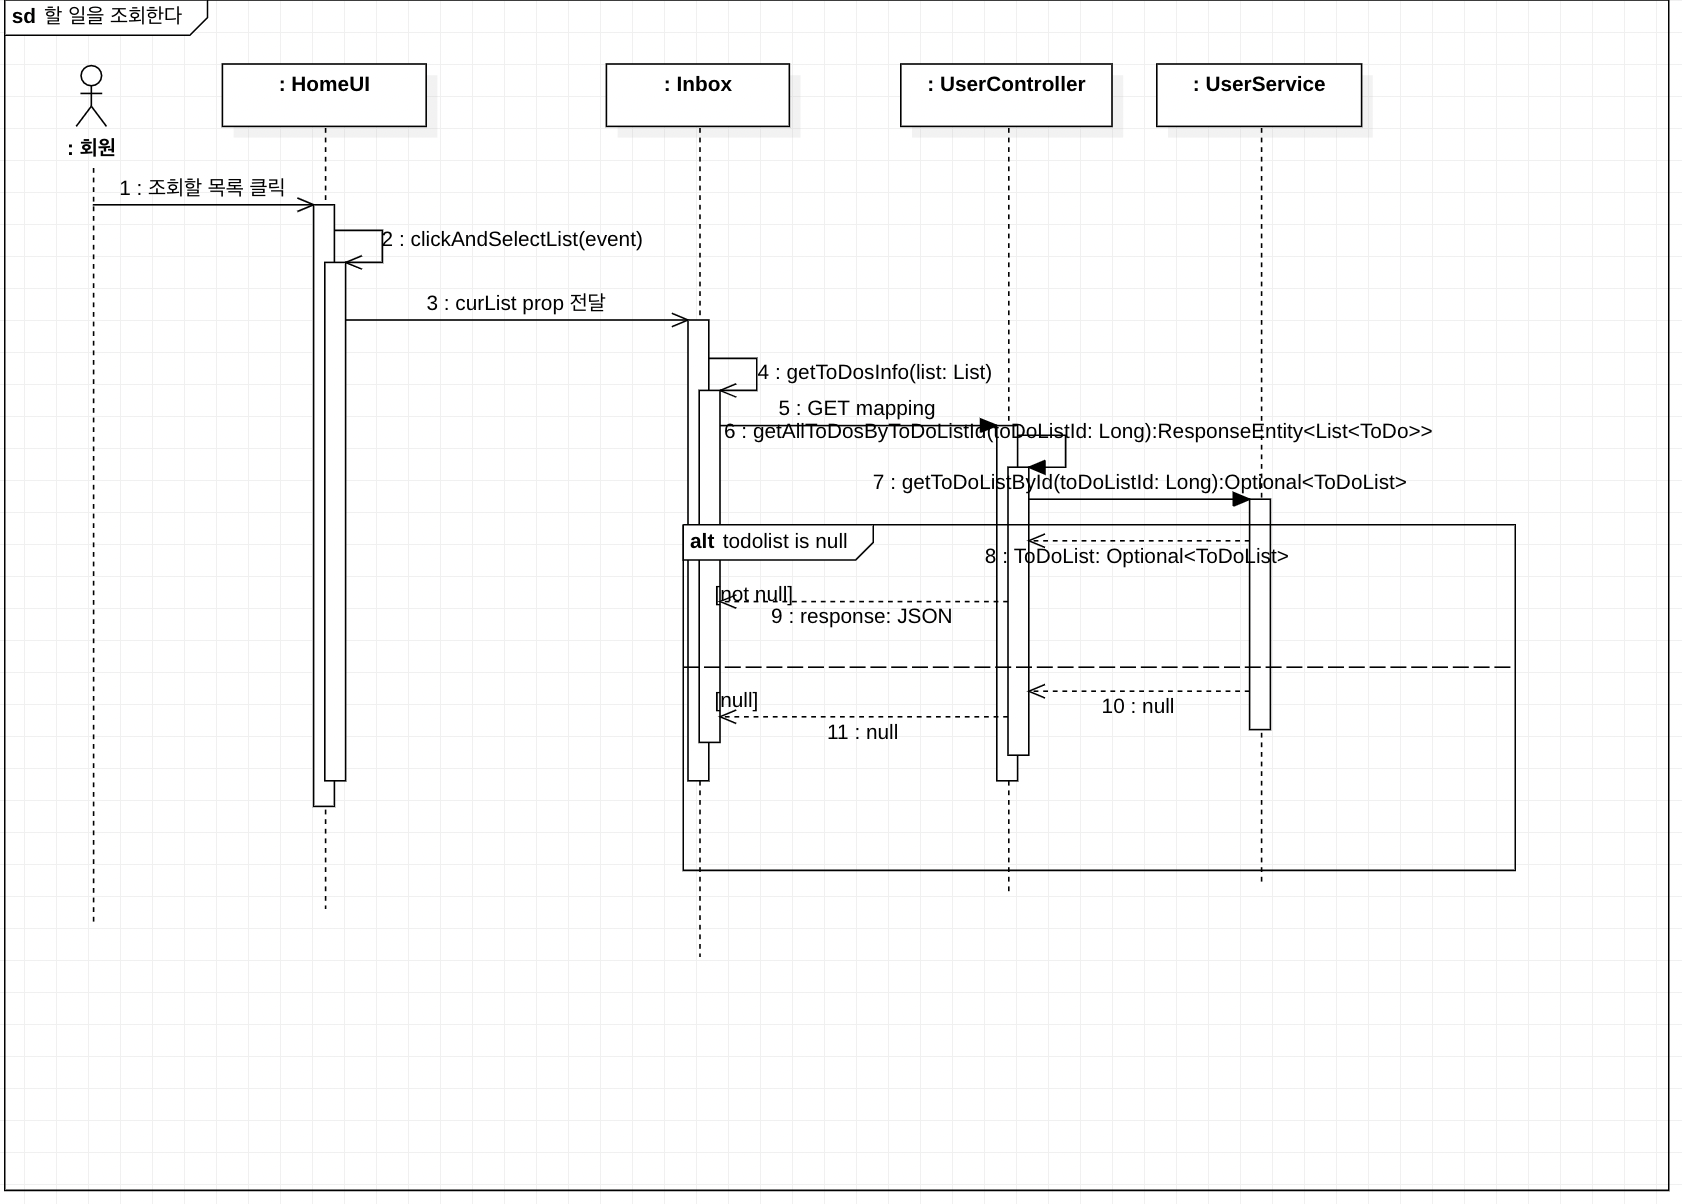 sd 할 일을 조회한다
: HomeUI
: Inbox
: UserController
: UserService
: 회원
1 : 조회할 목록 클릭
2 : clickAndSelectList(event)
3 : curList prop 전달
4 : getToDosInfo(list: List)
5 : GET mapping
6 : getAllToDosByToDoListId(toDoListId: Long):ResponseEntity<List<ToDo>>
7 : getToDoListById(toDoListId: Long):Optional<ToDoList>
alt todolist is null
8 : ToDoList: Optional<ToDoList>
[not null]
9 : response: JSON
[null]
10 : null
11 : null